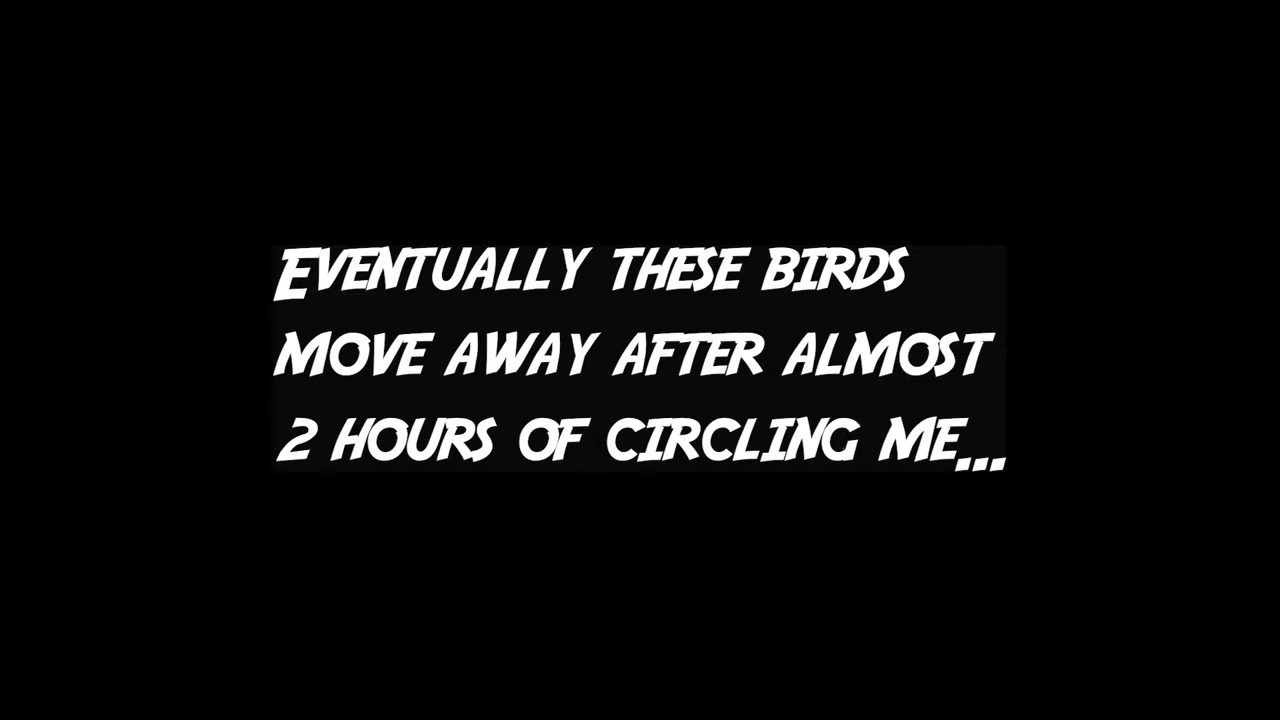 Eventually these birds
move away after almost
2 hours of circling me...